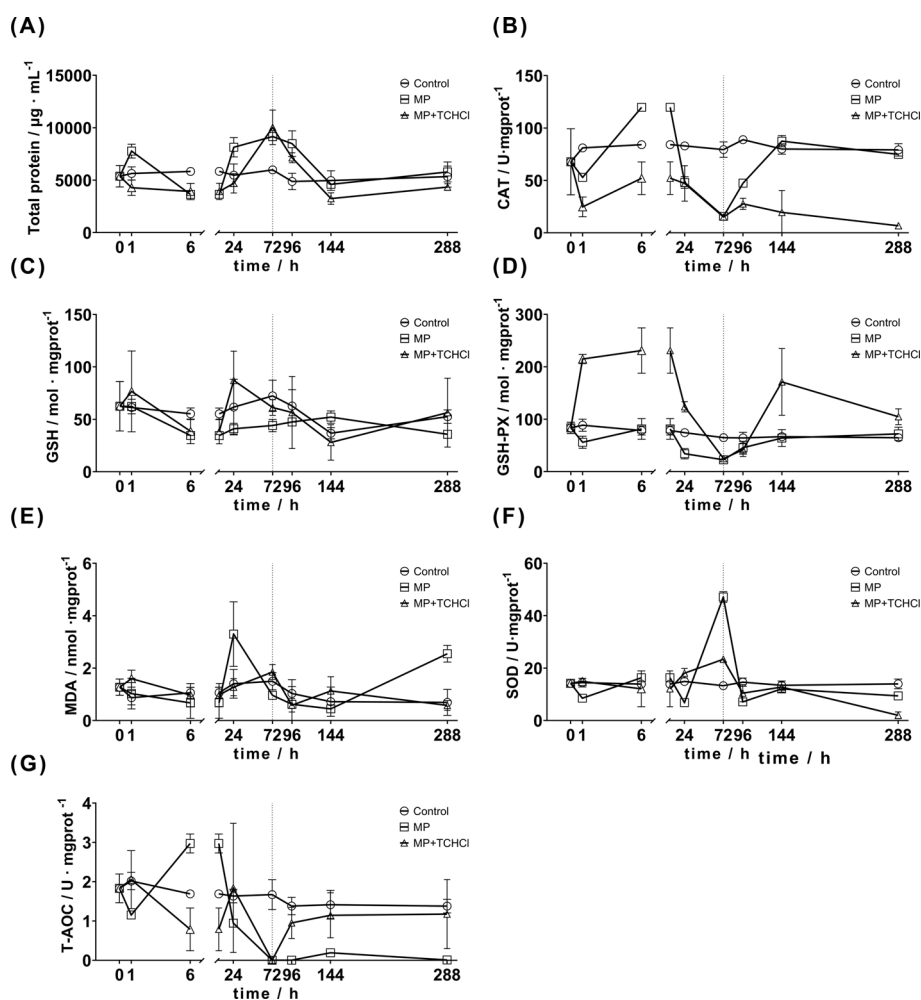 (A)
Total protein / µg · mL-1
15000
10000
5000
0
Control
MP
MP+TCHCl
0 1 6 24 72 96 144 288
time / h
(B)
CAT / U·mgprot-1
150
100
50
0
Control
MP
MP+TCHCl
0 1 6 24 72 96 144 288
time / h
(C)
GSH / mol · mgprot-1
150
100
50
0
Control
MP
MP+TCHCl
0 1 6 24 72 96 144 288
time / h
(D)
GSH-PX / mol · mgprot-1
300
200
100
0
Control
MP
MP+TCHCl
0 1 6 24 72 96 144 288
time / h
(E)
MDA / nmol ·mgprot-1
6
4
2
0
Control
MP
MP+TCHCl
0 1 6 24 72 96 144 288
time / h
(F)
SOD / U·mgprot-1
60
40
20
0
Control
MP
MP+TCHCl
0 1 6 24 72 96 144 288
time / h time / h
(G)
T-AOC / U · mgprot -1
4
3
2
1
0
Control
MP
MP+TCHCl
0 1 6 24 72 96 144 288
time / h